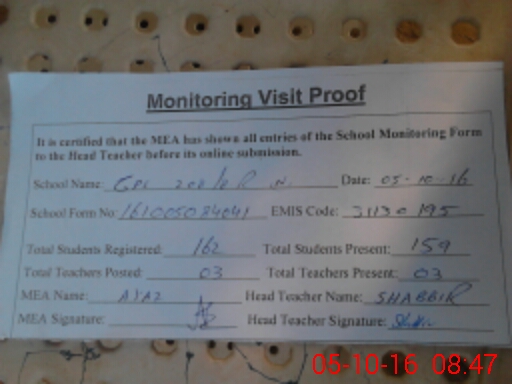 Monitoring Visit Proof
It is certified that the MEA has shown all entries of the School Monitoring Form
to the Head Teacher before its online submission.
School Name: GPS Date: 05-10-16
School Form No: 161005084041 EMIS Code: 31130195
Total Students Registered: 162 Total Students Present: 159
Total Teachers Posted: 03 Total Teachers Present: 03
MEA Name: AYAZ Head Teacher Name: SHABBIR
MEA Signature: Head Teacher Signature:
05-10-16 08:47